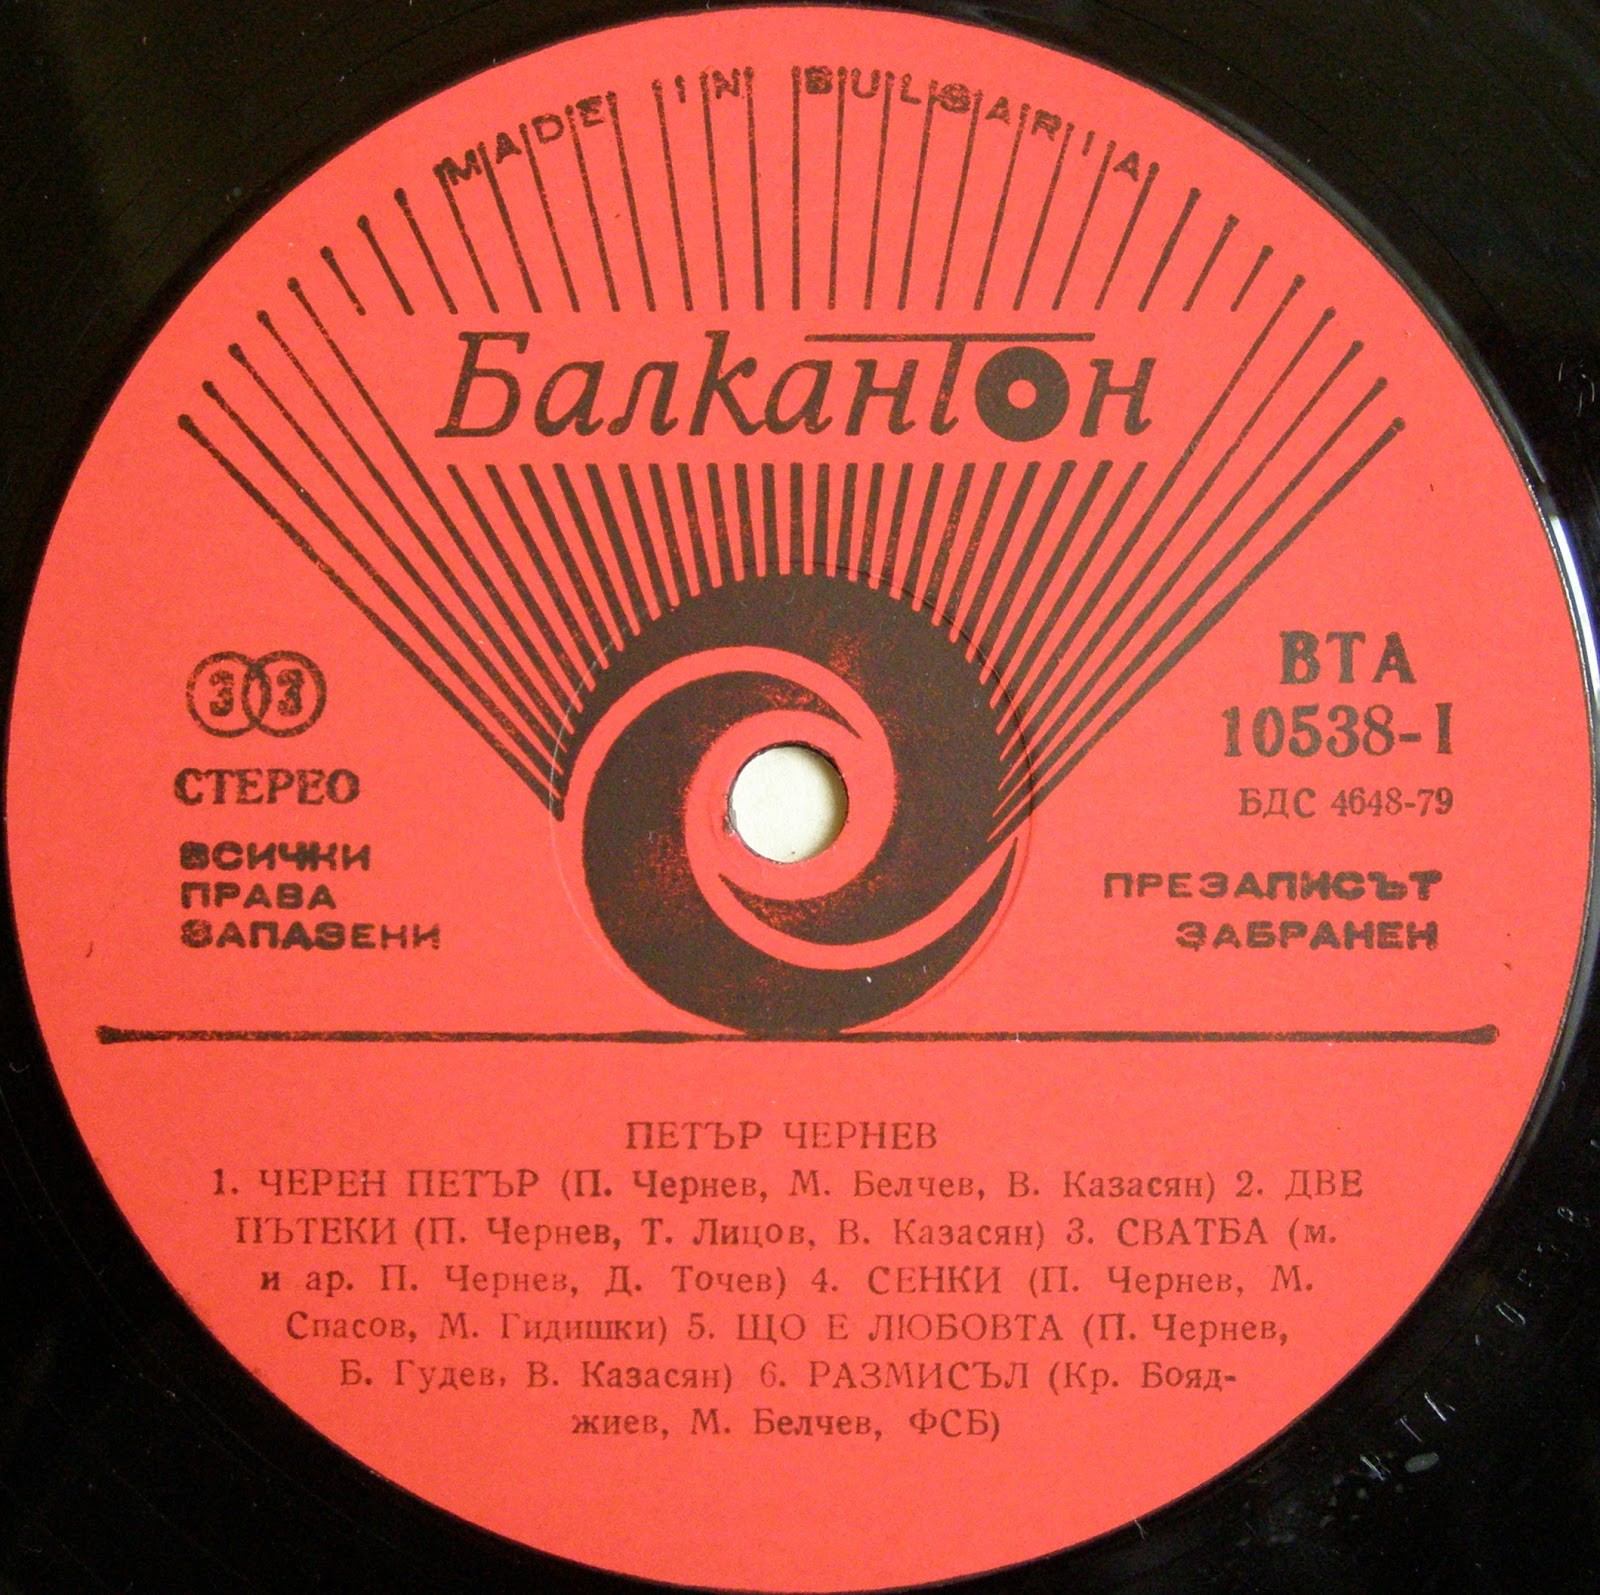 MADE IN BULGARIA
Балкантон
33
СТЕРЕО
ВСИЧКИ
ПРАВА
ЗАПАЗЕНИ
ВТА
10538-I
БДС 4648-79
ПРЕЗАПИСЪТ
ЗАБРАНЕН
ПЕТЪР ЧЕРНЕВ
1. ЧЕРЕН ПЕТЪР (П. Чернев, М. Белчев, В. Казасян) 2. ДВЕ
ПЪТЕКИ (П. Чернев, Т. Лицов, В. Казасян) 3. СВАТБА (м.
и ар. П. Чернев, Д. Точев) 4. СЕНКИ (П. Чернев, М.
Спасов, М. Гидишки) 5. ЩО Е ЛЮБОВТА (П. Чернев,
Б. Гудев, В. Казасян) 6. РАЗМИСЪЛ (Кр. Бояд-
жиев, М. Белчев, ФСБ)